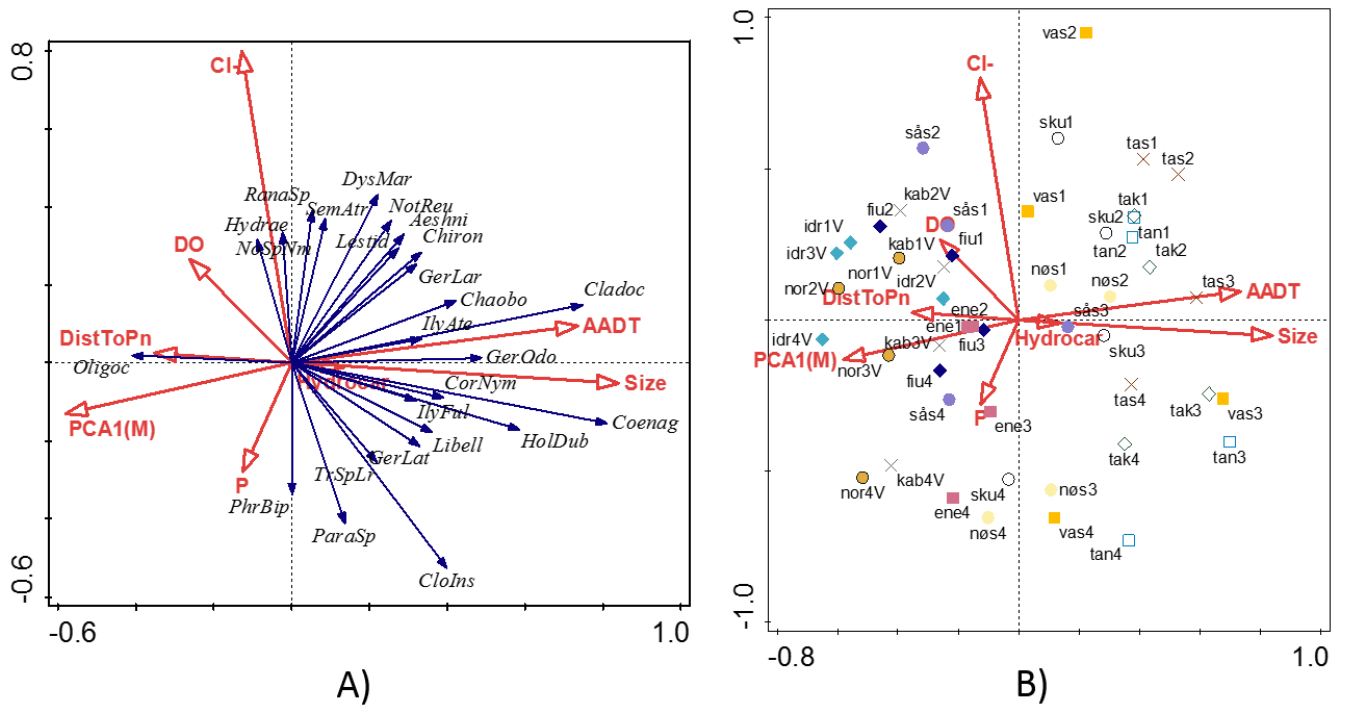 0.8
Cl-
DysMar
RanaSp
SemAtr
NotReu
Aeshni
Hydrae
Lestid
Chiron
DO
NoSpNm
GerLar
Chaobo
Cladoc
IlyAte
AADT
DistToPn
GerOdo
Oligoc
Hydrocar
CorNym
Size
PCA1(M)
IlyFul
Coenag
Libell
HolDub
GerLat
TrSpLr
P
PhrBip
ParaSp
CloIns
-0.6
-0.6
1.0
A)
1.0
vas2
Cl-
sku1
sås2
tas1
tas2
kab2V
vas1
tak1
fiu2
DO
sås1
sku2
idr1V
tan1
idr3V
kab1V
fiu1
tan2
tak2
nor1V
idr2V
nøs1
tas3
nor2V
nøs2
AADT
DistToPn
ene2
sås3
ene1
Hydrocar
Size
idr4V
kab3V
fiu3
sku3
PCA1(M)
nor3V
fiu4
tas4
tak3
vas3
sås4
P
ene3
tak4
tan3
nor4V
kab4V
sku4
nøs3
ene4
nøs4
vas4
tan4
-1.0
-0.8
1.0
B)